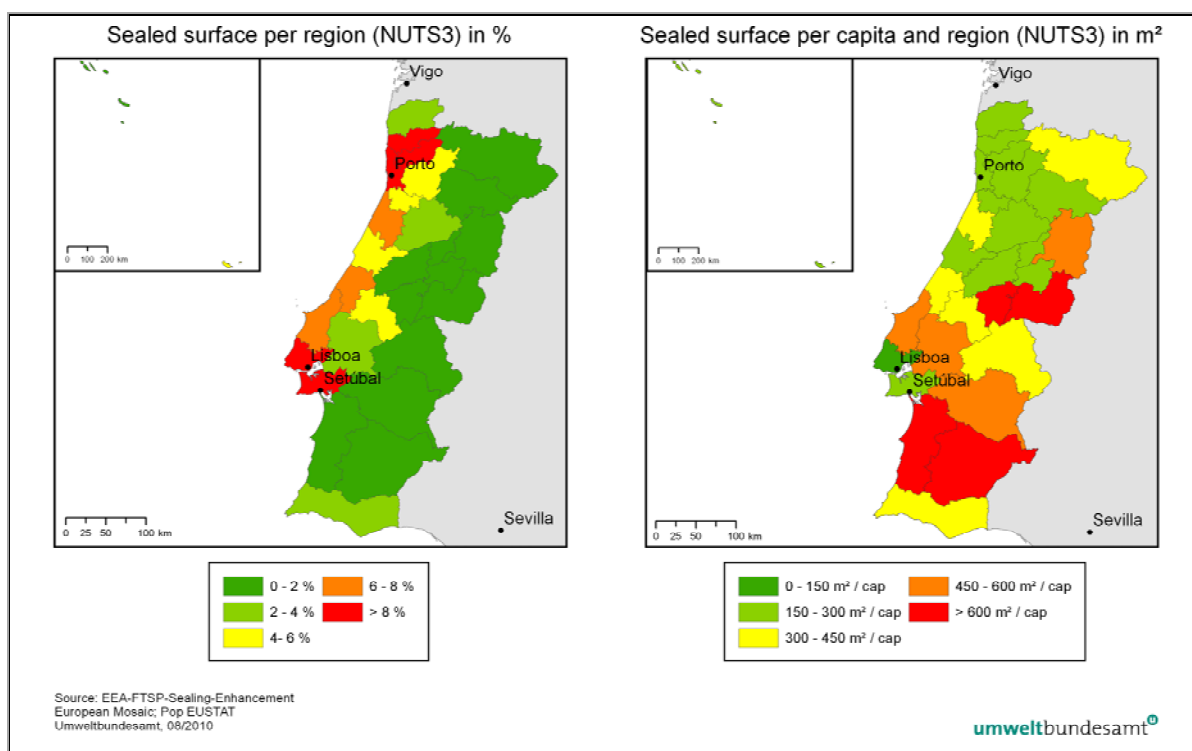 Sealed surface per region (NUTS3) in %
Vigo
Porto
0 100 200 km
Lisboa
Setúbal
Sevilla
0 25 50 100 km
0 - 2 %
6 - 8 %
2 - 4 %
> 8 %
4- 6 %
Sealed surface per capita and region (NUTS3) in m²
Vigo
Porto
0 100 200 km
Lisboa
Setúbal
Sevilla
0 25 50 100 km
0 - 150 m² / cap
450 - 600 m² / cap
150 - 300 m² / cap
> 600 m² / cap
300 - 450 m² / cap
Source: EEA-FTSP-Sealing-Enhancement
European Mosaic; Pop EUSTAT
Umweltbundesamt, 08/2010
umweltbundesamt u